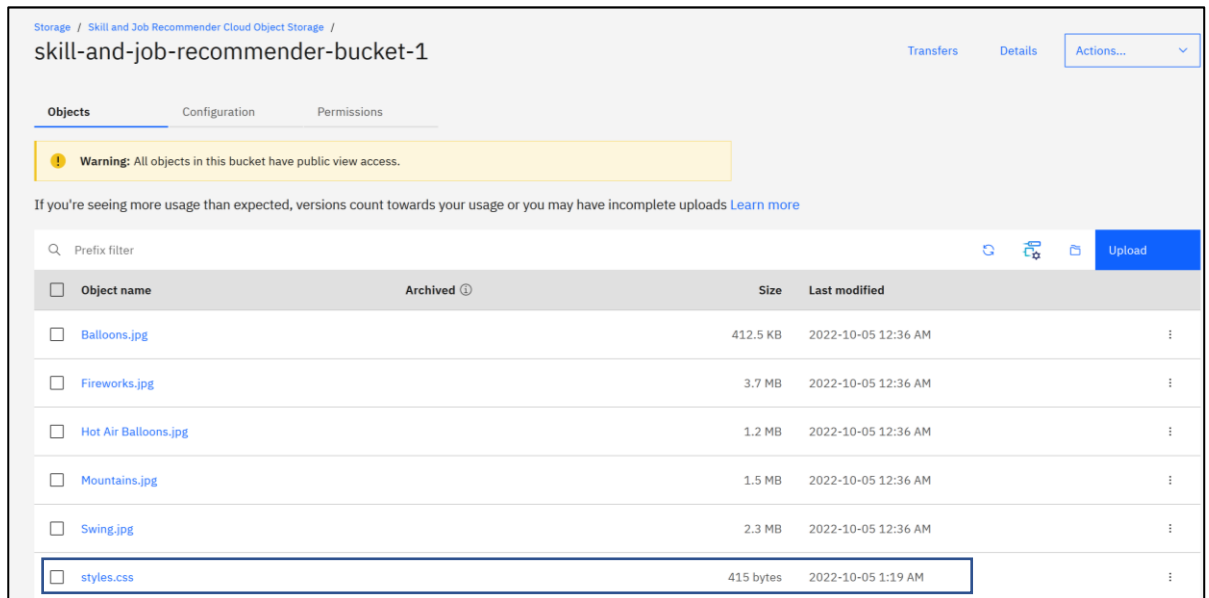 Storage / Skill and Job Recommender Cloud Object Storage /
skill-and-job-recommender-bucket-1
Transfers Details Actions...
Objects Configuration Permissions
Warning: All objects in this bucket have public view access.
If you're seeing more usage than expected, versions count towards your usage or you may have incomplete uploads Learn more
Prefix filter Upload
Object name Archived Size Last modified
Balloons.jpg 412.5 KB 2022-10-05 12:36 AM
Fireworks.jpg 3.7 MB 2022-10-05 12:36 AM
Hot Air Balloons.jpg 1.2 MB 2022-10-05 12:36 AM
Mountains.jpg 1.5 MB 2022-10-05 12:36 AM
Swing.jpg 2.3 MB 2022-10-05 12:36 AM
styles.css 415 bytes 2022-10-05 1:19 AM